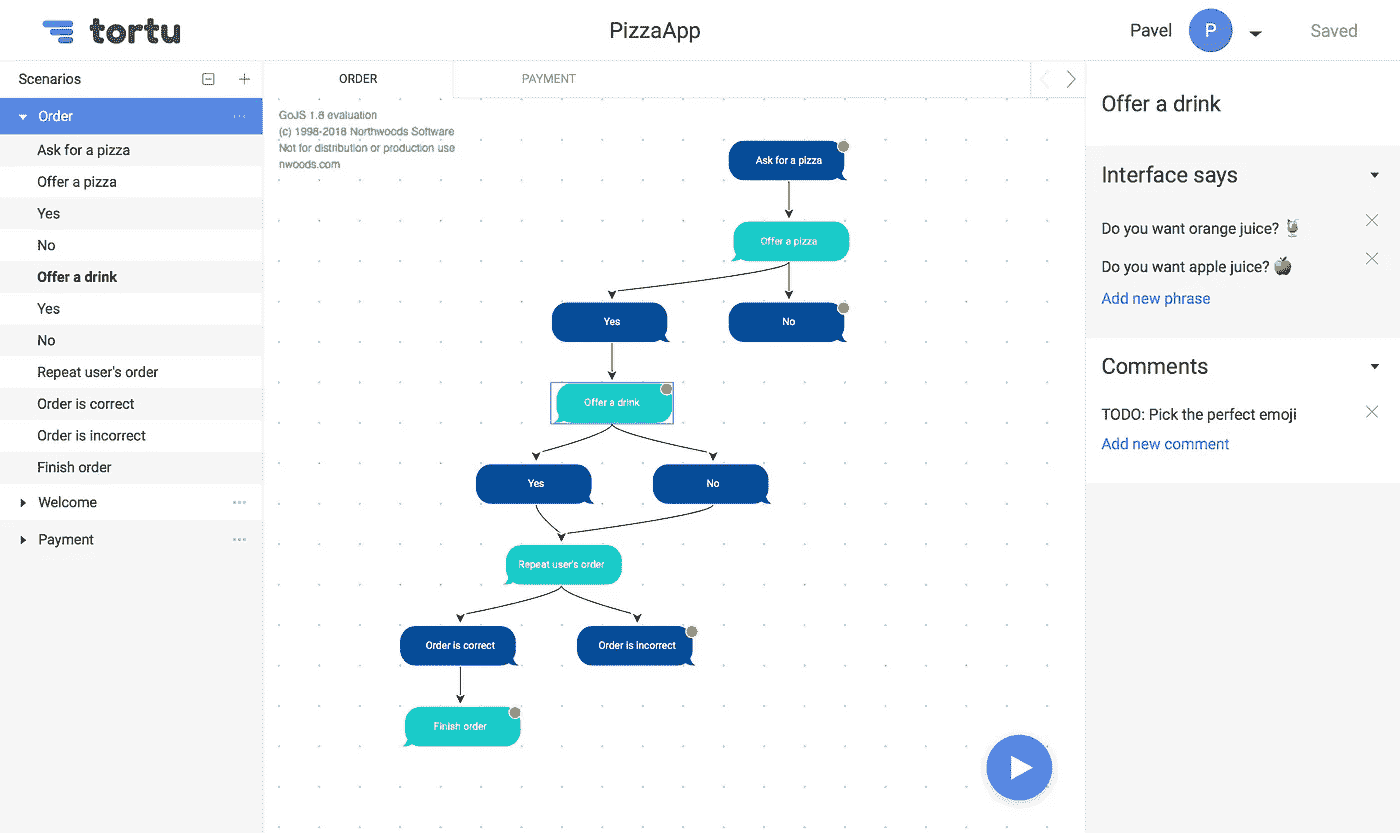 tortu
PizzaApp
Pavel
P
Saved
Scenarios
ORDER
PAYMENT
Order
Ask for a pizza
Offer a pizza
Yes
No
Offer a drink
Yes
No
Repeat user's order
Order is correct
Order is incorrect
Finish order
Welcome
Payment
GoJS 1.8 evaluation
(c) 1998-2018 Northwoods Software
Not for distribution or production use
nwoods.com
Ask for a pizza
Offer a pizza
Yes
No
Offer a drink
Yes
No
Repeat user's order
Order is correct
Order is incorrect
Finish order
Offer a drink
Interface says
Do you want orange juice? 🍹
Do you want apple juice? 🍎
Add new phrase
Comments
TODO: Pick the perfect emoji
Add new comment